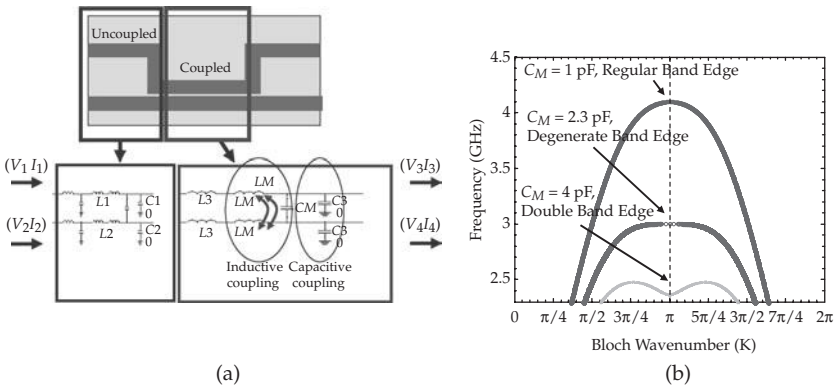 Uncoupled
Coupled
(V1 I1)
(V2I2)
(V3I3)
(V4I4)
L1
L2
C1
0
C2
0
L3
L3
LM
LM
LM
CM
C3
0
C3
0
Inductive
coupling
Capacitive
coupling
(a)
4.5
4
3.5
3
2.5
Frequency (GHz)
CM = 1 pF, Regular Band Edge
CM = 2.3 pF,
Degenerate Band Edge
CM = 4 pF,
Double Band Edge
0 π/4 π/2 3π/4 π 5π/4 3π/2 7π/4 2π
Bloch Wavenumber (K)
(b)